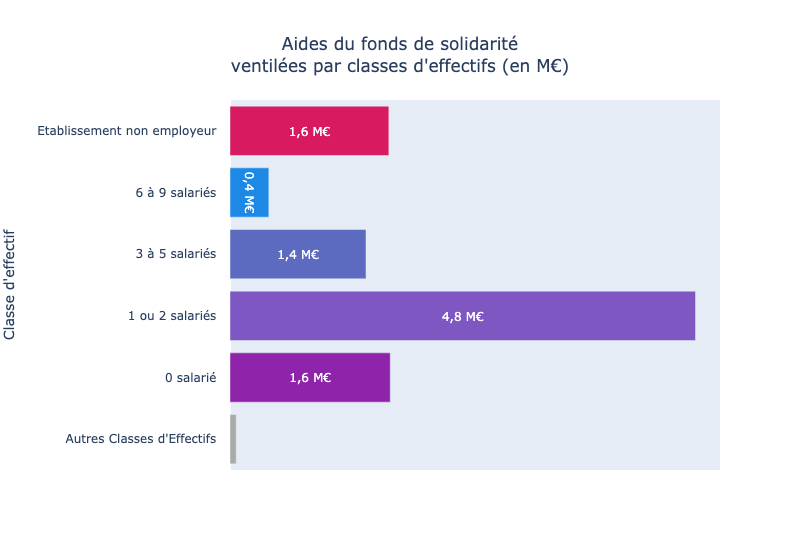 Aides du fonds de solidarité
ventilées par classes d'effectifs (en M€)
Etablissement non employeur
1,6 M€
6 à 9 salariés
0,4 M€
3 à 5 salariés
1,4 M€
1 ou 2 salariés
4,8 M€
0 salarié
1,6 M€
Autres Classes d'Effectifs
Classe d'effectif